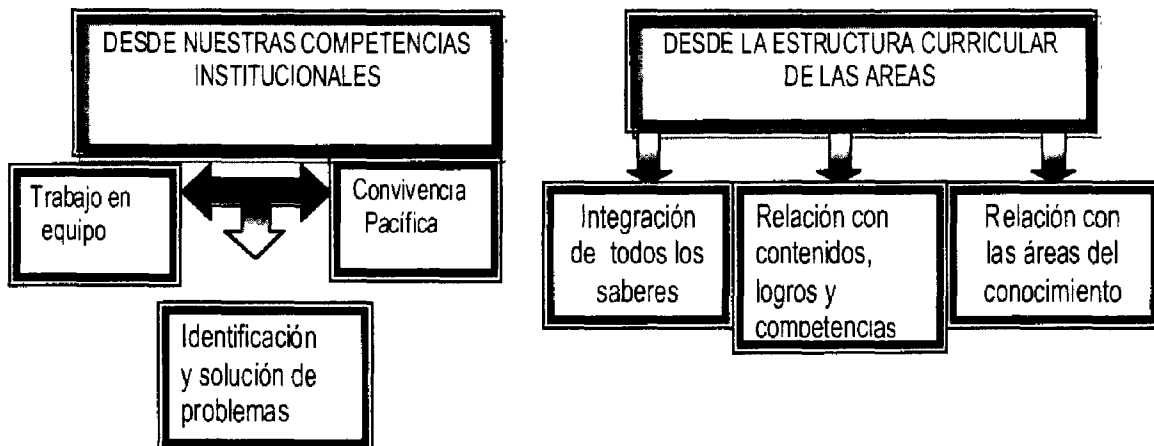 DESDE NUESTRAS COMPETENCIAS
INSTITUCIONALES
Trabajo en
equipo
Convivencia
Pacífica
Identificación
y solución de
problemas
DESDE LA ESTRUCTURA CURRICULAR
DE LAS AREAS
Integración
de todos los
saberes
Relación con
contenidos,
logros y
competencias
Relación con
las áreas del
conocimiento